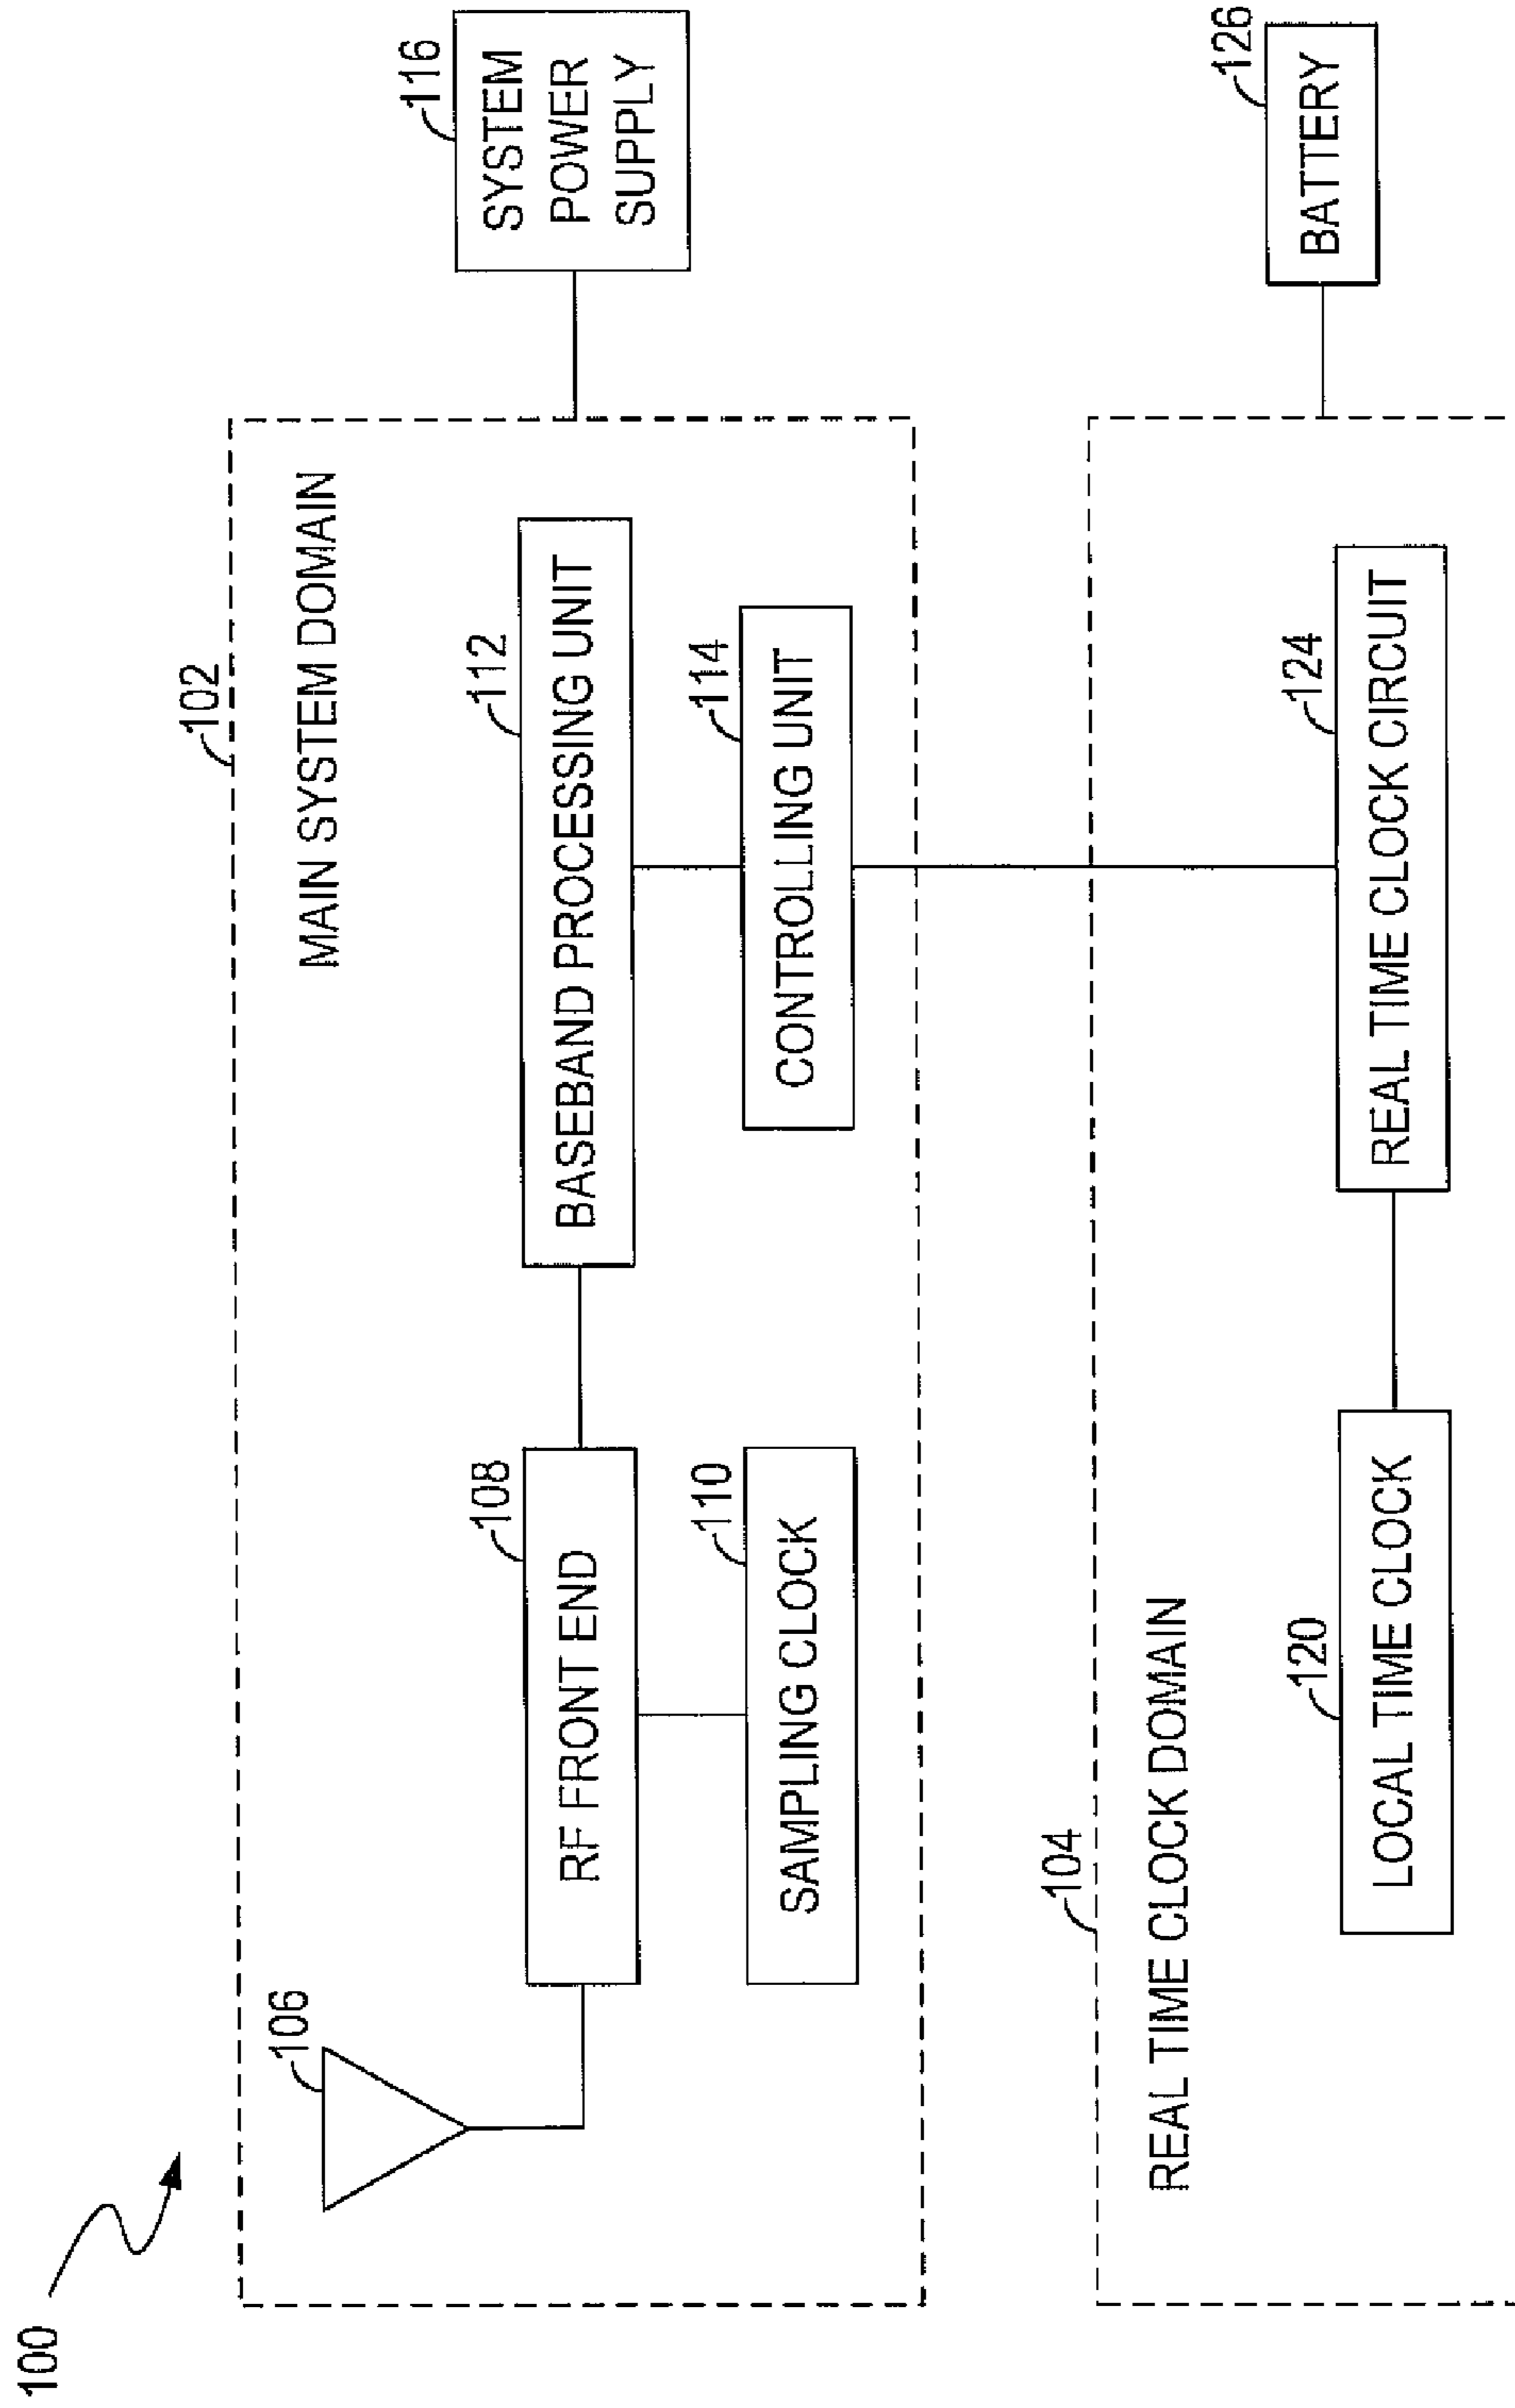 100
102
MAIN SYSTEM DOMAIN
106
108
RF FRONT END
110
SAMPLING CLOCK
112
BASEBAND PROCESSING UNIT
114
CONTROLLING UNIT
116
SYSTEM
POWER
SUPPLY
104
REAL TIME CLOCK DOMAIN
120
LOCAL TIME CLOCK
124
REAL TIME CLOCK CIRCUIT
126
BATTERY